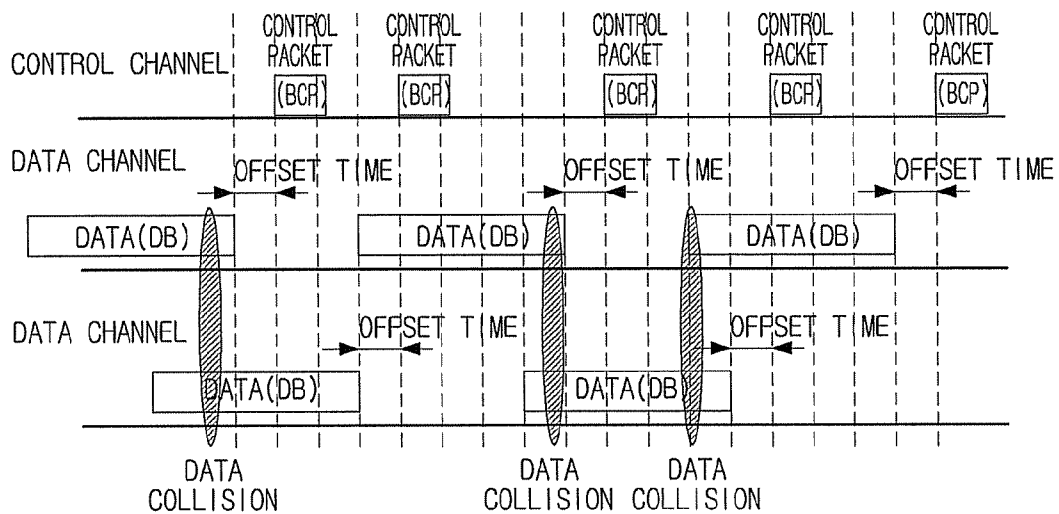 CONTROL PACKET
CONTROL PACKET
CONTROL PACKET
CONTROL PACKET
CONTROL PACKET
CONTROL CHANNEL
(BCP)
(BCP)
(BCP)
(BCP)
(BCP)
DATA CHANNEL
OFFSET TIME
OFFSET TIME
OFFSET TIME
DATA(DB)
DATA(DB)
DATA(DB)
DATA CHANNEL
OFFSET TIME
OFFSET TIME
DATA(DB)
DATA(DB)
DATA
COLLISION
DATA
COLLISION
DATA
COLLISION